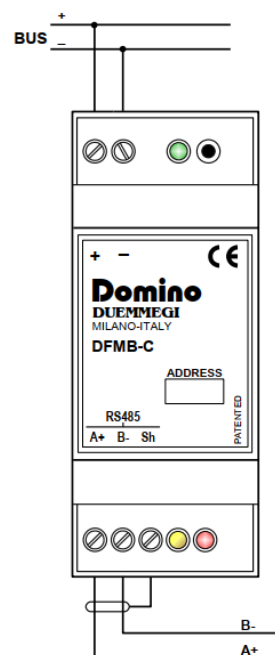 +
BUS
–
+ – CE
Domino
DUEMMEGI
MILANO-ITALY
DFMB-C
ADDRESS
RS485
A+ B- Sh
PATENTED
B-
A+